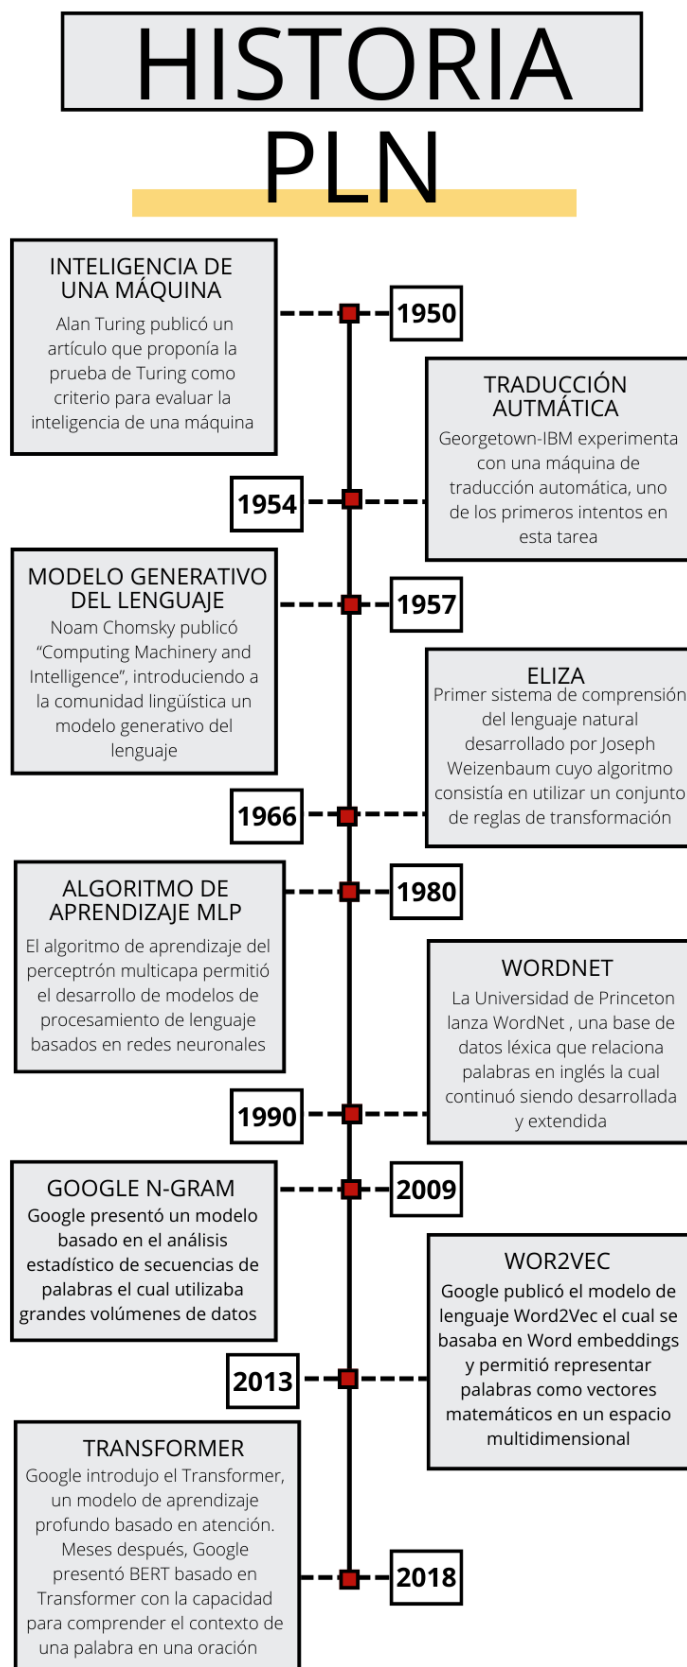 HISTORIA
PLN
INTELIGENCIA DE
UNA MÁQUINA
Alan Turing publicó un
artículo que proponía la
prueba de Turing como
criterio para evaluar la
inteligencia de una máquina
1950
TRADUCCIÓN
AUTMÁTICA
Georgetown-IBM experimenta
con una máquina de
traducción automática, uno
de los primeros intentos en
esta tarea
1954
MODELO GENERATIVO
DEL LENGUAJE
Noam Chomsky publicó
“Computing Machinery and
Intelligence”, introduciendo a
la comunidad lingüística un
modelo generativo del
lenguaje
1957
ELIZA
Primer sistema de comprensión
del lenguaje natural
desarrollado por Joseph
Weizenbaum cuyo algoritmo
consistía en utilizar un conjunto
de reglas de transformación
1966
ALGORITMO DE
APRENDIZAJE MLP
El algoritmo de aprendizaje del
perceptrón multicapa permitió
el desarrollo de modelos de
procesamiento de lenguaje
basados en redes neuronales
1980
WORDNET
La Universidad de Princeton
lanza WordNet , una base de
datos léxica que relaciona
palabras en inglés la cual
continuó siendo desarrollada
y extendida
1990
GOOGLE N-GRAM
Google presentó un modelo
basado en el análisis
estadístico de secuencias de
palabras el cual utilizaba
grandes volúmenes de datos
2009
WOR2VEC
Google publicó el modelo de
lenguaje Word2Vec el cual se
basaba en Word embeddings
y permitió representar
palabras como vectores
matemáticos en un espacio
multidimensional
2013
TRANSFORMER
Google introdujo el Transformer,
un modelo de aprendizaje
profundo basado en atención.
Meses después, Google
presentó BERT basado en
Transformer con la capacidad
para comprender el contexto de
una palabra en una oración
2018